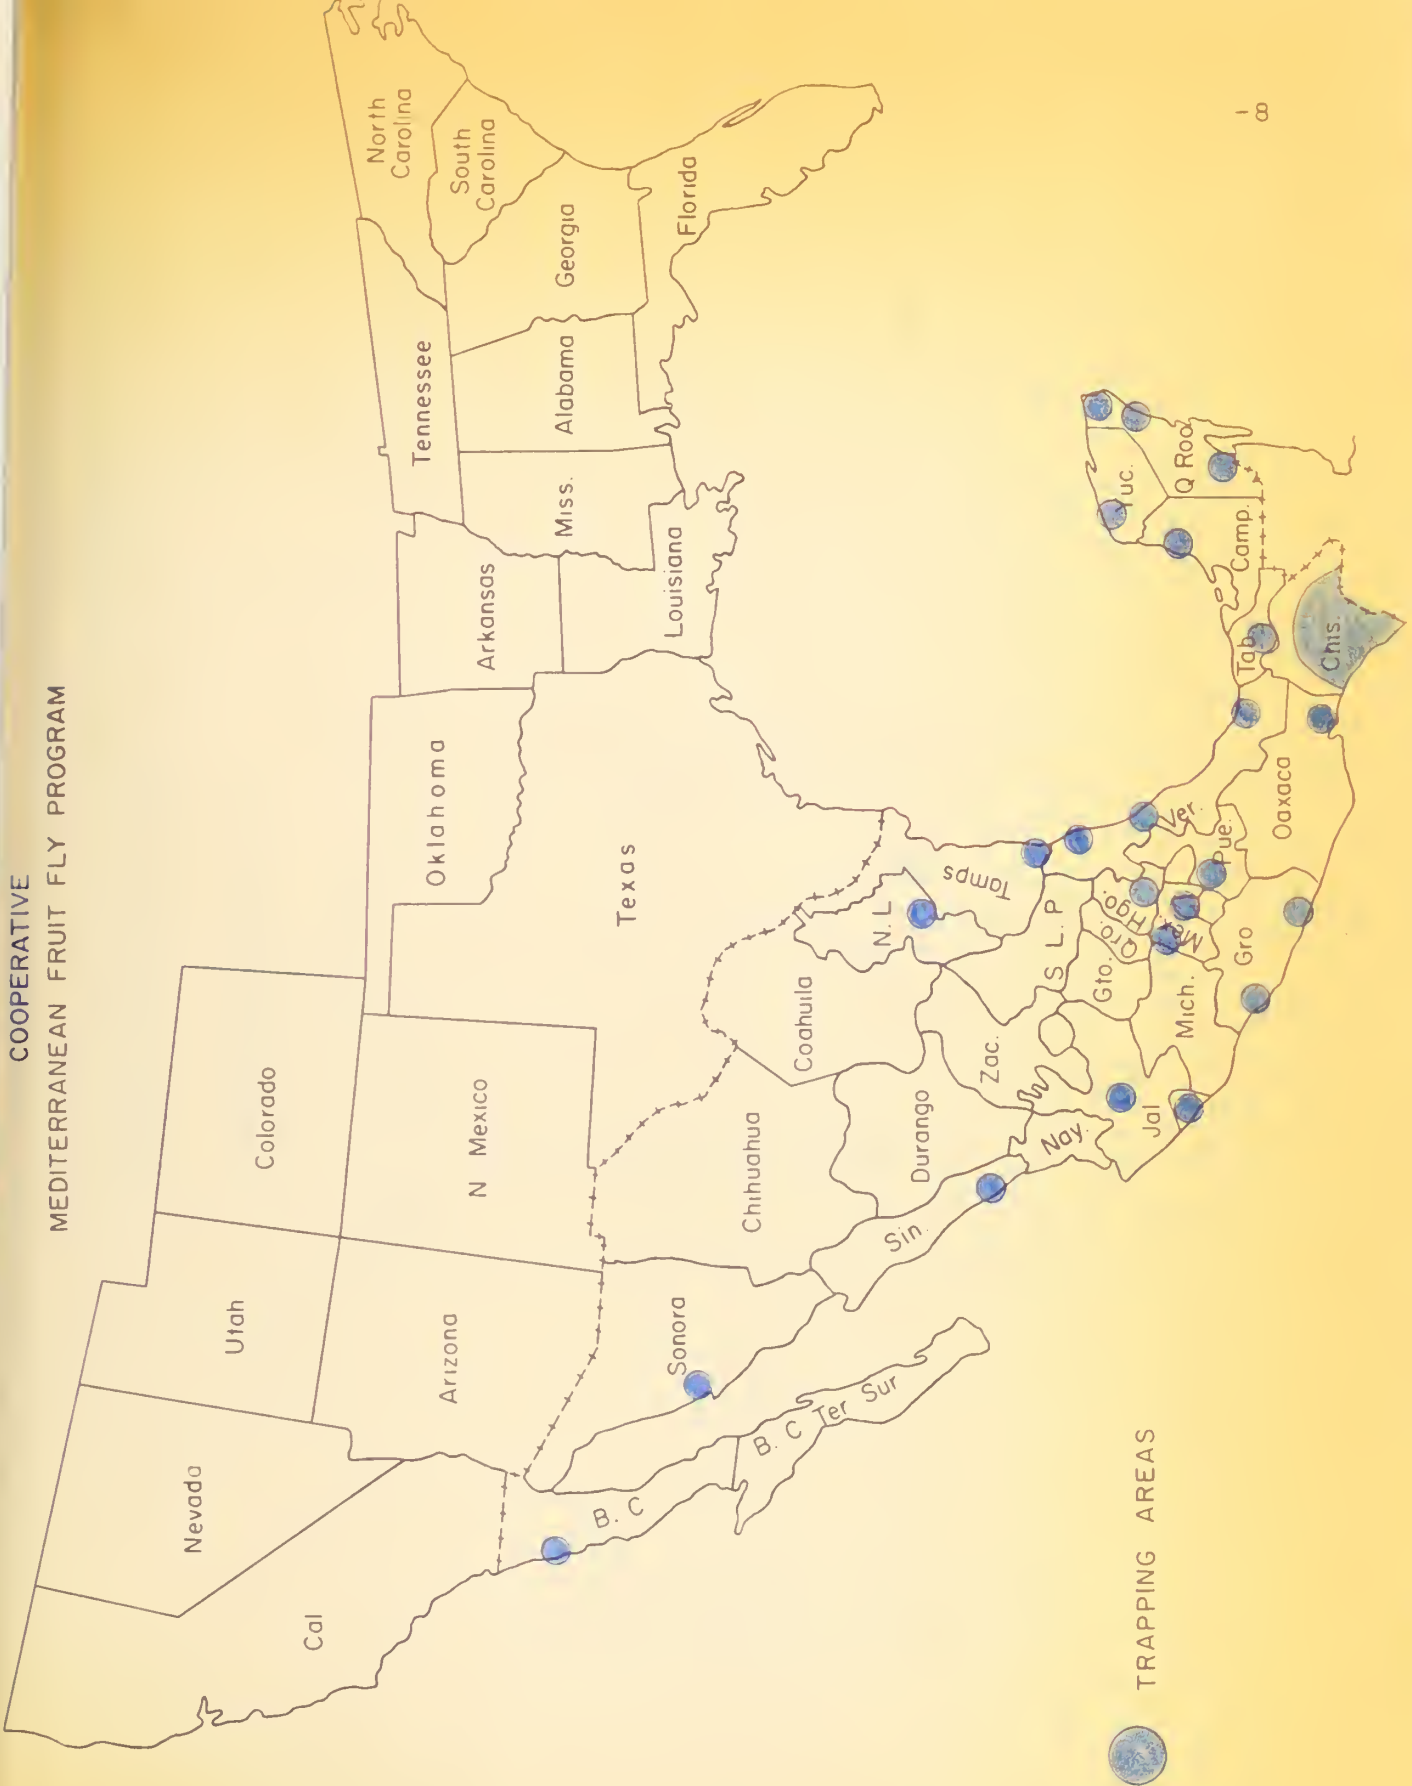 COOPERATIVE
MEDITERRANEAN FRUIT FLY PROGRAM
Nevada
Utah
Colorado
Cal
Arizona
N Mexico
Oklahoma
Texas
Arkansas
Tennessee
North
Carolina
South
Carolina
Louisiana
Miss.
Alabama
Georgia
Florida
B. C
B. C Ter Sur
Sonora
Chihuahua
Coahuila
N. L
Tamps
Sin.
Durango
Zac.
S L. P
Nay.
Jal
Gto.
Qro.
Hgo.
Mex.
Mich.
Gro
Pue.
Ver.
Oaxaca
Tab.
Chis.
Camp.
Yuc.
Q Roo
TRAPPING AREAS
- 8